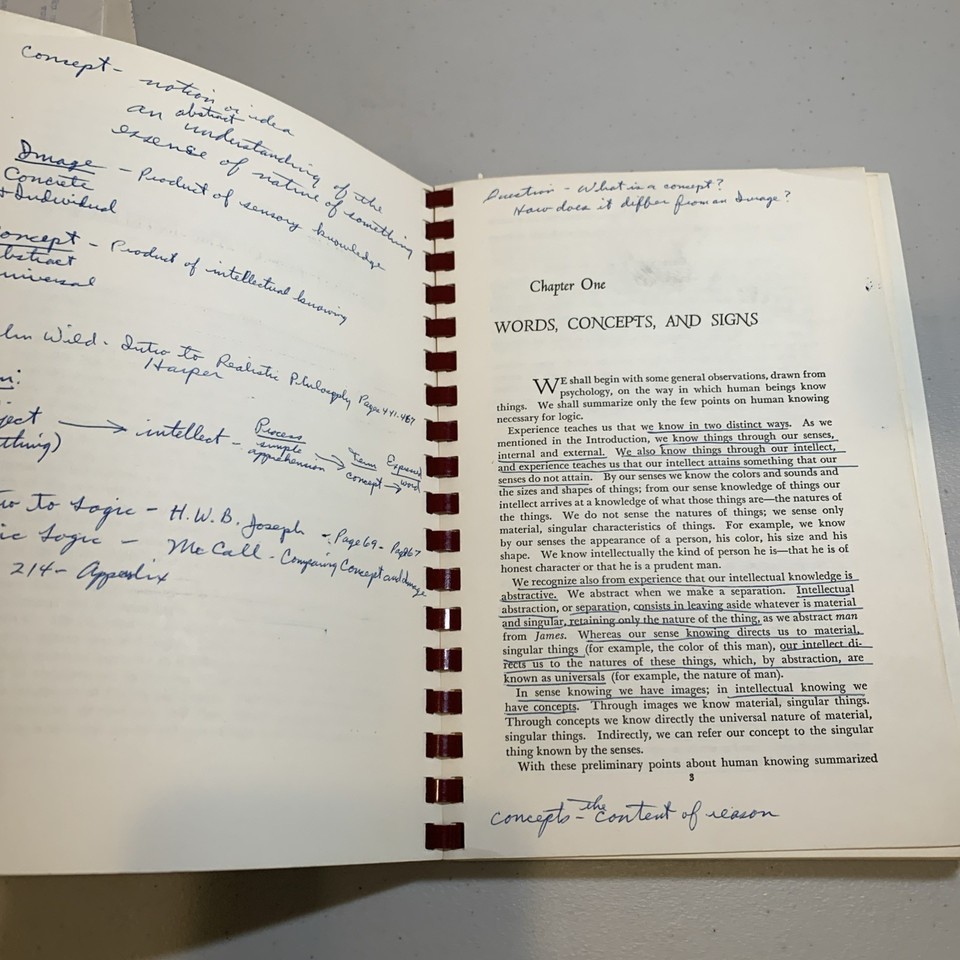 Concept - notion or idea
an abstract understanding of the
essense of nature of something
Image - Product of sensory knowledge
Concrete
+ Individual
Concept - Product of intellectual knowing
abstract
universal
John Wild - Intro to Realistic Philosophy Pages 441-467
Harper
ject → intellect - Process simple apprehension → Term concept → Expressed word
thing)
to Logic - H.W.B. Joseph - Page 69 -
ic Logic - McCall - Comparing Concept and Image
214 - Appendix
Question - What is a concept?
How does it differ from an Image?
Chapter One
WORDS, CONCEPTS, AND SIGNS
WE shall begin with some general observations, drawn from
psychology, on the way in which human beings know
things. We shall summarize only the few points on human knowing
necessary for logic.
Experience teaches us that we know in two distinct ways. As we
mentioned in the Introduction, we know things through our senses,
internal and external. We also know things through our intellect,
and experience teaches us that our intellect attains something that our
senses do not attain. By our senses we know the colors and sounds and
the sizes and shapes of things; from our sense knowledge of things our
intellect arrives at a knowledge of what those things are—the natures of
the things. We do not sense the natures of things; we sense only
material, singular characteristics of things. For example, we know
by our senses the appearance of a person, his color, his size and his
shape. We know intellectually the kind of person he is—that he is of
honest character or that he is a prudent man.
We recognize also from experience that our intellectual knowledge is
abstractive. We abstract when we make a separation. Intellectual
abstraction, or separation, consists in leaving aside whatever is material
and singular, retaining only the nature of the thing, as we abstract man
from James. Whereas our sense knowing directs us to material,
singular things (for example, the color of this man), our intellect di-
rects us to the natures of these things, which, by abstraction, are
known as universals (for example, the nature of man).
In sense knowing we have images; in intellectual knowing we
have concepts. Through images we know material, singular things.
Through concepts we know directly the universal nature of material,
singular things. Indirectly, we can refer our concept to the singular
thing known by the senses.
With these preliminary points about human knowing summarized
3
concepts - the content of reason